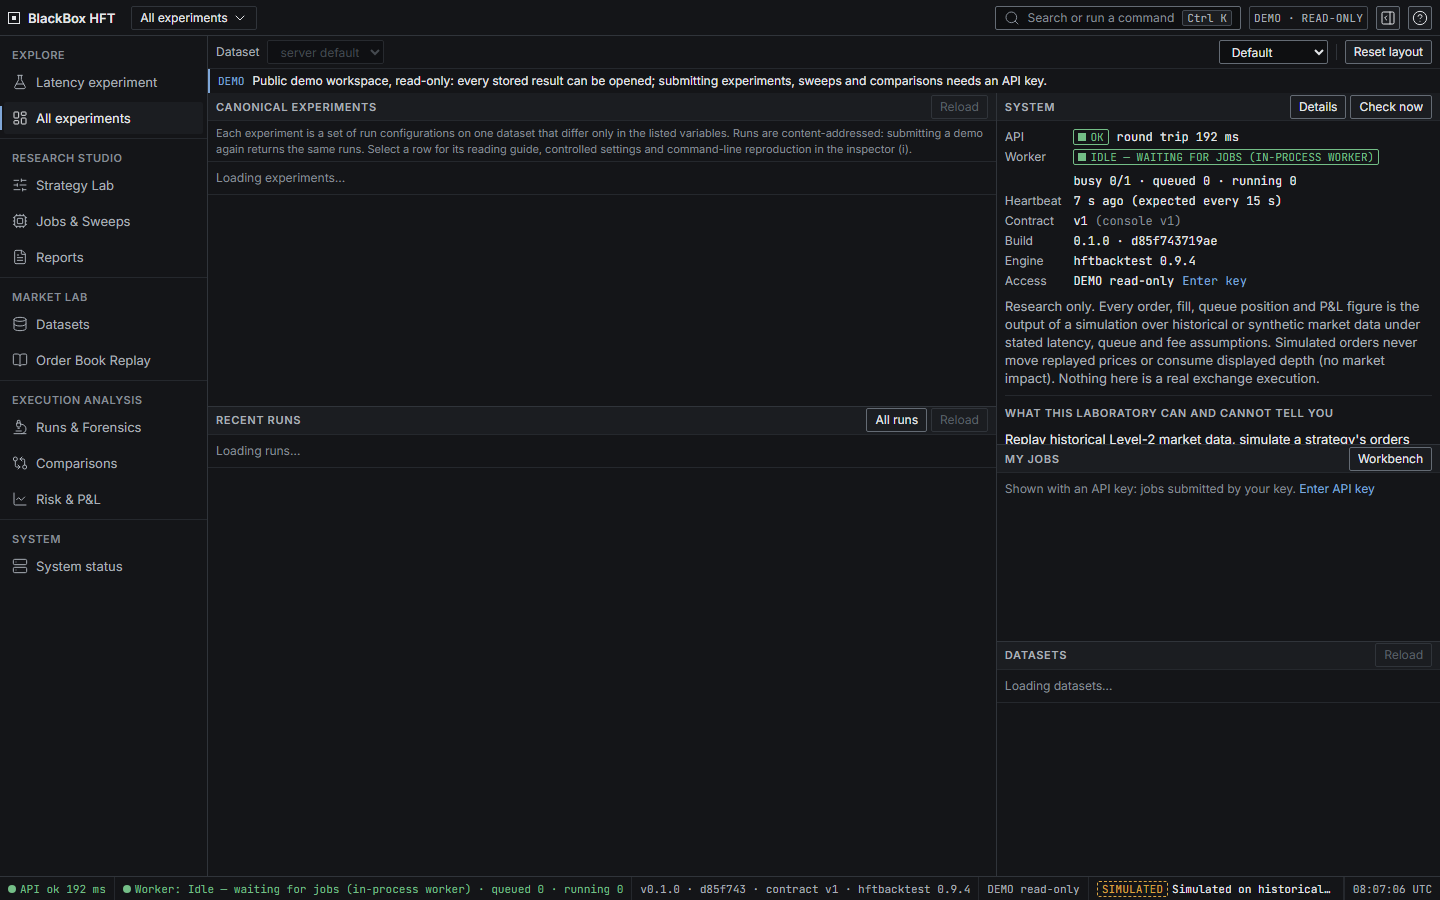 BlackBox HFT
All experiments
Search or run a command Ctrl K
DEMO · READ-ONLY
EXPLORE
Latency experiment
All experiments
RESEARCH STUDIO
Strategy Lab
Jobs & Sweeps
Reports
MARKET LAB
Datasets
Order Book Replay
EXECUTION ANALYSIS
Runs & Forensics
Comparisons
Risk & P&L
SYSTEM
System status
Dataset server default
Default
Reset layout
DEMO Public demo workspace, read-only: every stored result can be opened; submitting experiments, sweeps and comparisons needs an API key.
CANONICAL EXPERIMENTS
Reload
Each experiment is a set of run configurations on one dataset that differ only in the listed variables. Runs are content-addressed: submitting a demo
again returns the same runs. Select a row for its reading guide, controlled settings and command-line reproduction in the inspector (i).
Loading experiments...
RECENT RUNS
All runs
Reload
Loading runs...
SYSTEM
Details
Check now
API OK round trip 192 ms
Worker IDLE — WAITING FOR JOBS (IN-PROCESS WORKER)
busy 0/1 · queued 0 · running 0
Heartbeat 7 s ago (expected every 15 s)
Contract v1 (console v1)
Build 0.1.0 · d85f743719ae
Engine hftbacktest 0.9.4
Access DEMO read-only Enter key
Research only. Every order, fill, queue position and P&L figure is the
output of a simulation over historical or synthetic market data under
stated latency, queue and fee assumptions. Simulated orders never
move replayed prices or consume displayed depth (no market
impact). Nothing here is a real exchange execution.
WHAT THIS LABORATORY CAN AND CANNOT TELL YOU
Replay historical Level-2 market data, simulate a strategy's orders
MY JOBS
Workbench
Shown with an API key: jobs submitted by your key. Enter API key
DATASETS
Reload
Loading datasets...
API ok 192 ms
Worker: Idle — waiting for jobs (in-process worker) · queued 0 · running 0
v0.1.0 · d85f743 · contract v1 · hftbacktest 0.9.4
DEMO read-only
SIMULATED Simulated on historical…
08:07:06 UTC